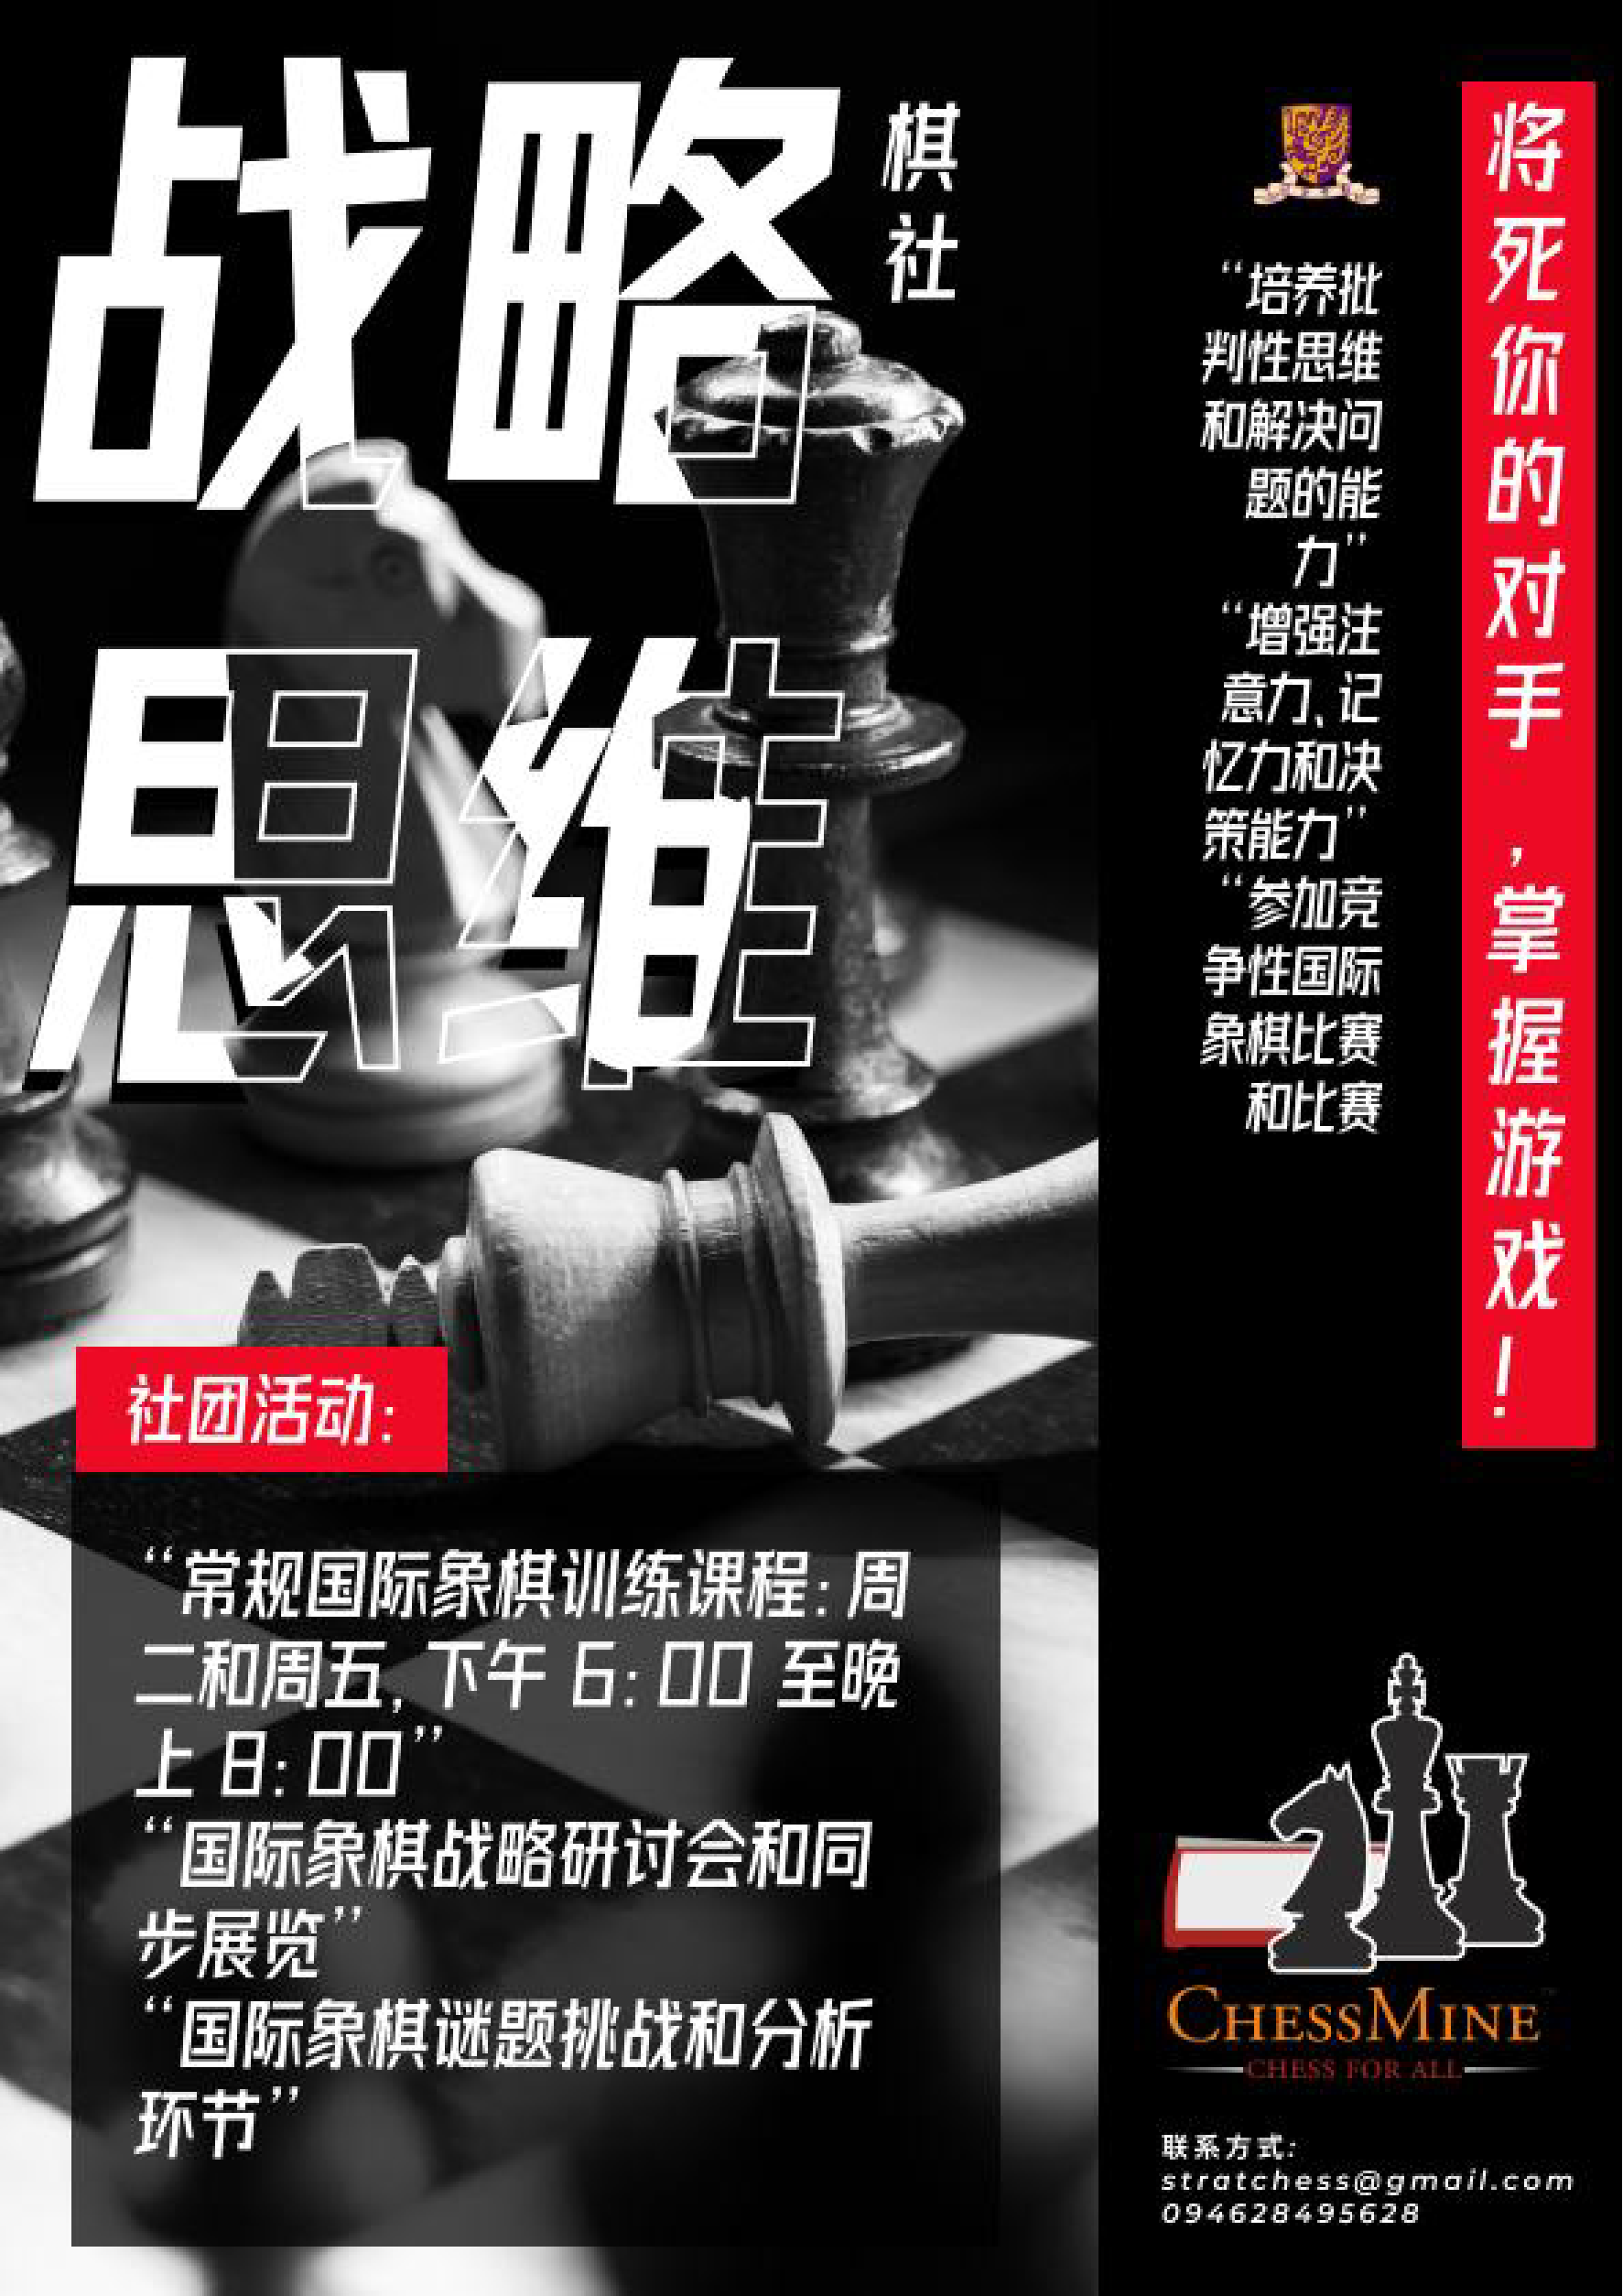 战略
思维
棋社
将死你的对手，掌握游戏！
“培养批
判性思维
和解决问
题的能
力”
“增强注
意力、记
忆力和决
策能力”
“参加竞
争性国际
象棋比赛
和比赛
社团活动：
“常规国际象棋训练课程：周
二和周五，下午 6：00 至晚
上 8：00”
“国际象棋战略研讨会和同
步展览”
“国际象棋谜题挑战和分析
环节”
CHESSMINE
CHESS FOR ALL
联系方式：
stratchess@gmail.com
094628495628